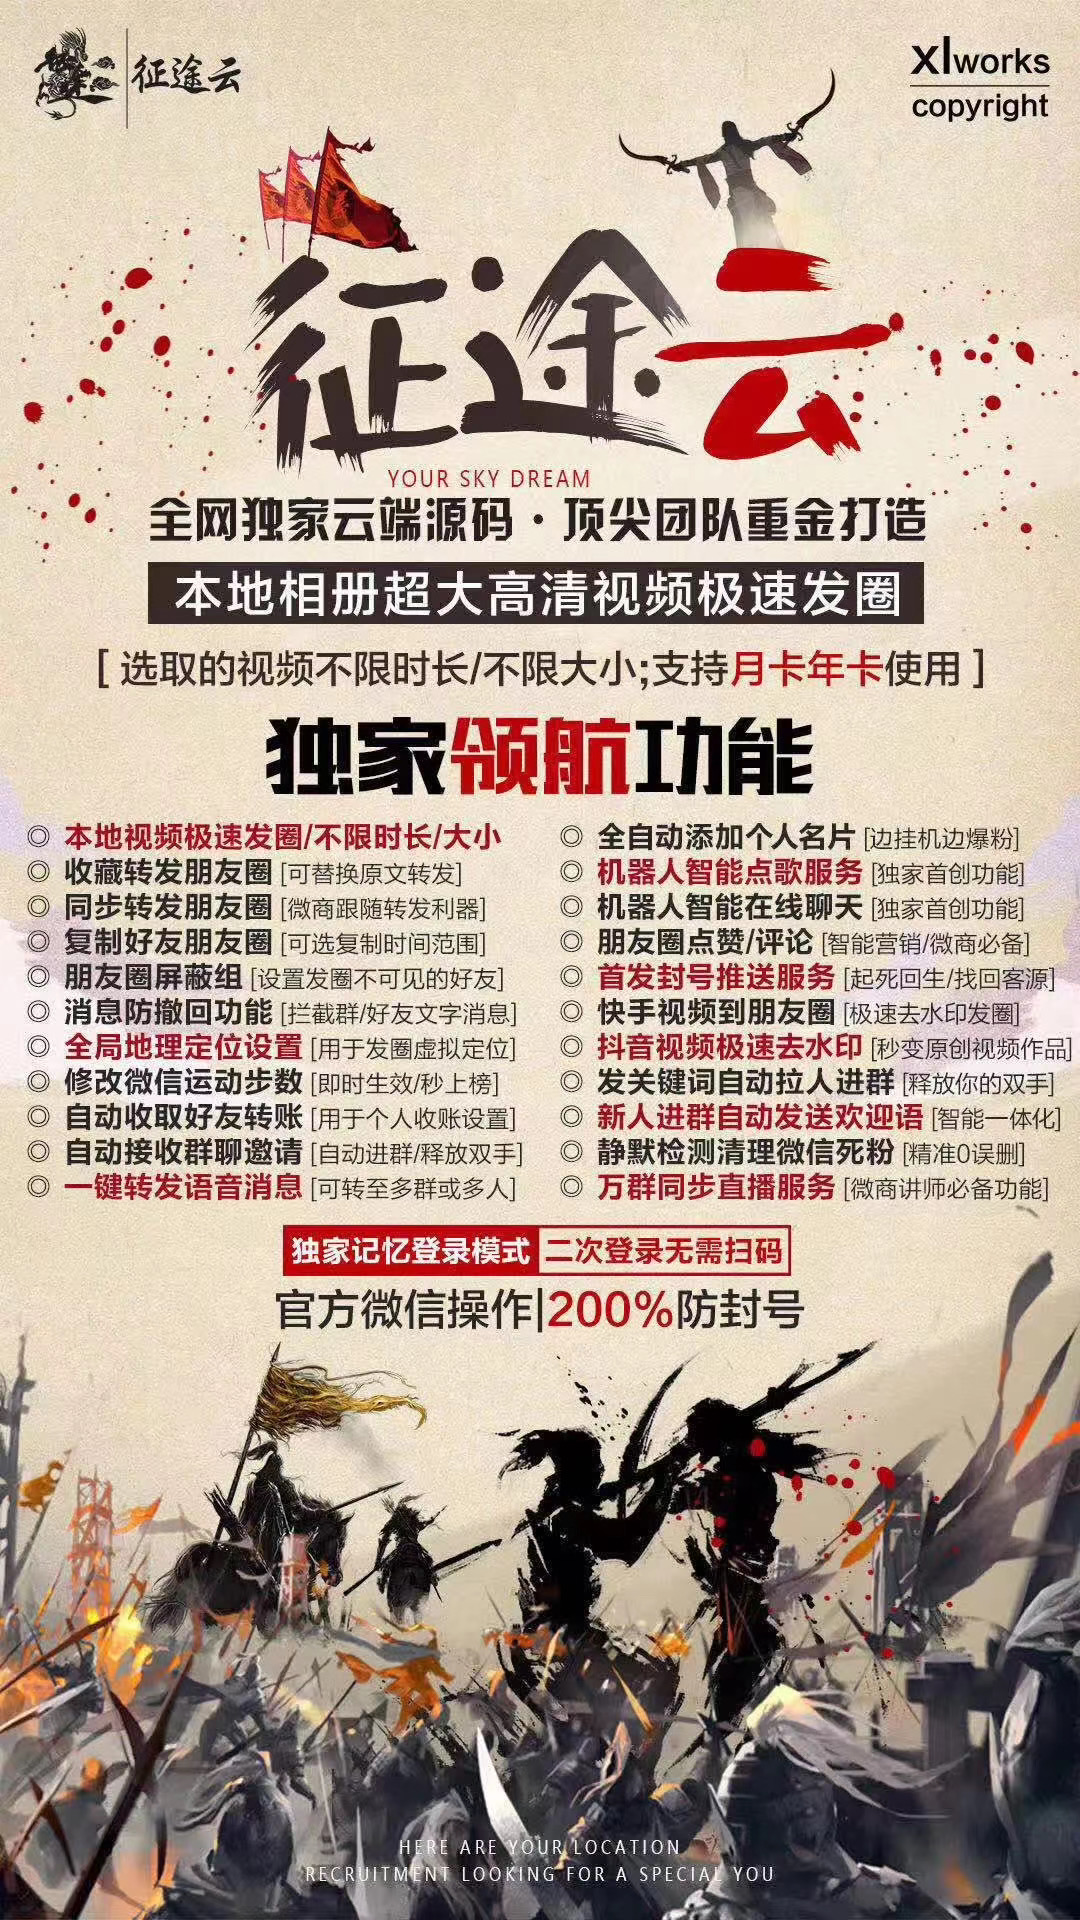 征途云
xlworks
copyright
征途云
YOUR SKY DREAM
全网独家云端源码·顶尖团队重金打造
本地相册超大高清视频极速发圈
[ 选取的视频不限时长/不限大小;支持月卡年卡使用 ]
独家领航功能
◎ 本地视频极速发圈/不限时长/大小
◎ 收藏转发朋友圈 [可替换原文转发]
◎ 同步转发朋友圈 [微商跟随转发利器]
◎ 复制好友朋友圈 [可选复制时间范围]
◎ 朋友圈屏蔽组 [设置发圈不可见的好友]
◎ 消息防撤回功能 [拦截群/好友文字消息]
◎ 全局地理定位设置 [用于发圈虚拟定位]
◎ 修改微信运动步数 [即时生效/秒上榜]
◎ 自动收取好友转账 [用于个人收账设置]
◎ 自动接收群聊邀请 [自动进群/释放双手]
◎ 一键转发语音消息 [可转至多群或多人]
◎ 全自动添加个人名片 [边挂机边爆粉]
◎ 机器人智能点歌服务 [独家首创功能]
◎ 机器人智能在线聊天 [独家首创功能]
◎ 朋友圈点赞/评论 [智能营销/微商必备]
◎ 首发封号推送服务 [起死回生/找回客源]
◎ 快手视频到朋友圈 [极速去水印发圈]
◎ 抖音视频极速去水印 [秒变原创视频作品]
◎ 发关键词自动拉人进群 [释放你的双手]
◎ 新人进群自动发送欢迎语 [智能一体化]
◎ 静默检测清理微信死粉 [精准0误删]
◎ 万群同步直播服务 [微商讲师必备功能]
独家记忆登录模式 二次登录无需扫码
官方微信操作|200%防封号
HERE ARE YOUR LOCATION
RECRUITMENT LOOKING FOR A SPECIAL YOU